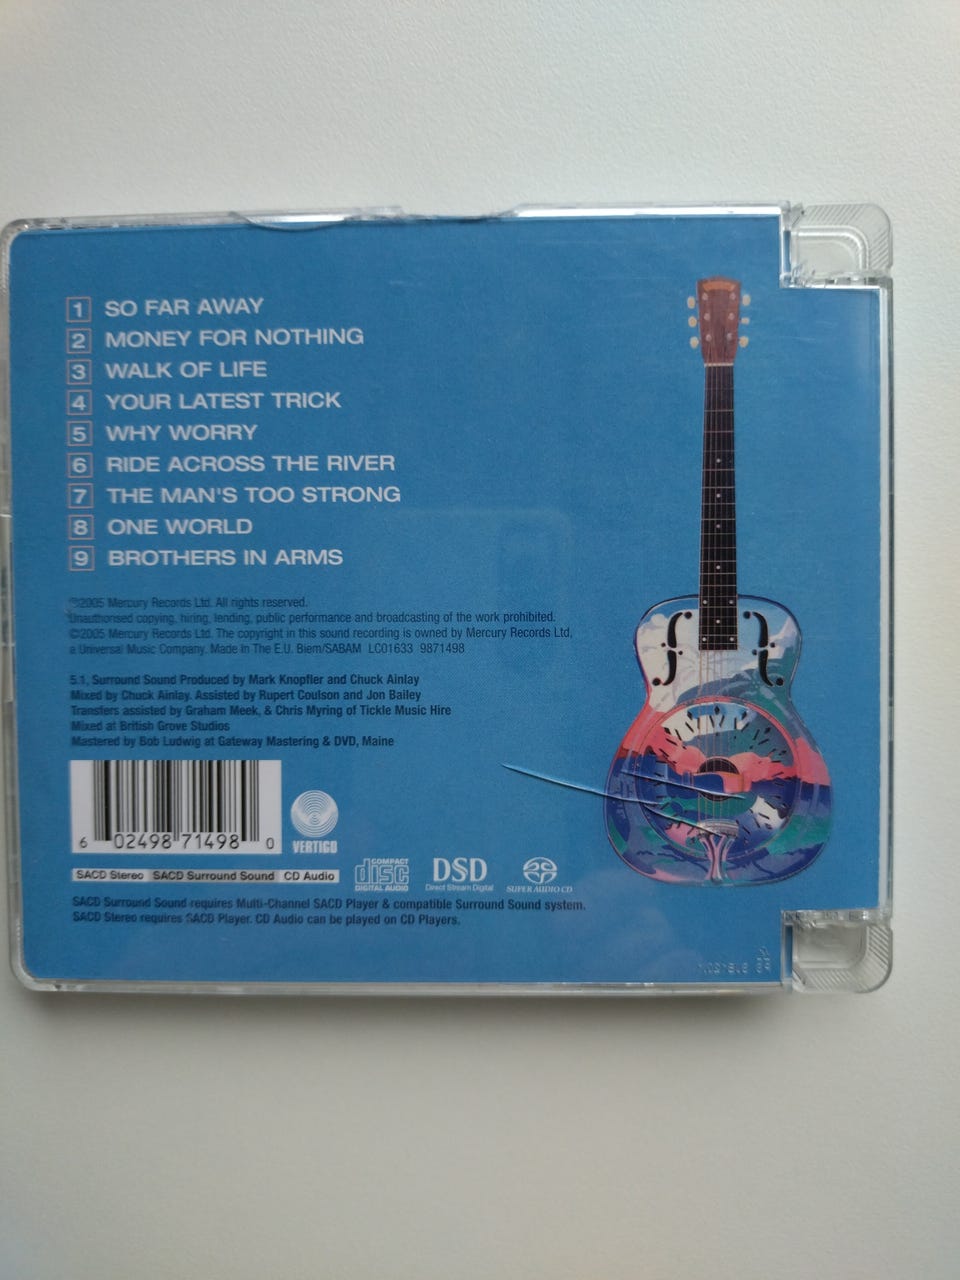 1 SO FAR AWAY
2 MONEY FOR NOTHING
3 WALK OF LIFE
4 YOUR LATEST TRICK
5 WHY WORRY
6 RIDE ACROSS THE RIVER
7 THE MAN'S TOO STRONG
8 ONE WORLD
9 BROTHERS IN ARMS
℗2005 Mercury Records Ltd. All rights reserved.
Unauthorised copying, hiring, lending, public performance and broadcasting of the work prohibited.
©2005 Mercury Records Ltd. The copyright in this sound recording is owned by Mercury Records Ltd,
a Universal Music Company. Made In The E.U. Biem/SABAM LC01633 9871498
5.1, Surround Sound Produced by Mark Knopfler and Chuck Ainlay
Mixed by Chuck Ainlay. Assisted by Rupert Coulson and Jon Bailey
Transfers assisted by Graham Meek, & Chris Myring of Tickle Music Hire
Mixed at British Grove Studios
Mastered by Bob Ludwig at Gateway Mastering & DVD, Maine
6 02498 71498 0
VERTIGO
SACD Stereo SACD Surround Sound CD Audio
COMPACT disc DIGITAL AUDIO
DSD Direct Stream Digital
SUPER AUDIO CD
SACD Surround Sound requires Multi-Channel SACD Player & compatible Surround Sound system.
SACD Stereo requires SACD Player. CD Audio can be played on CD Players.